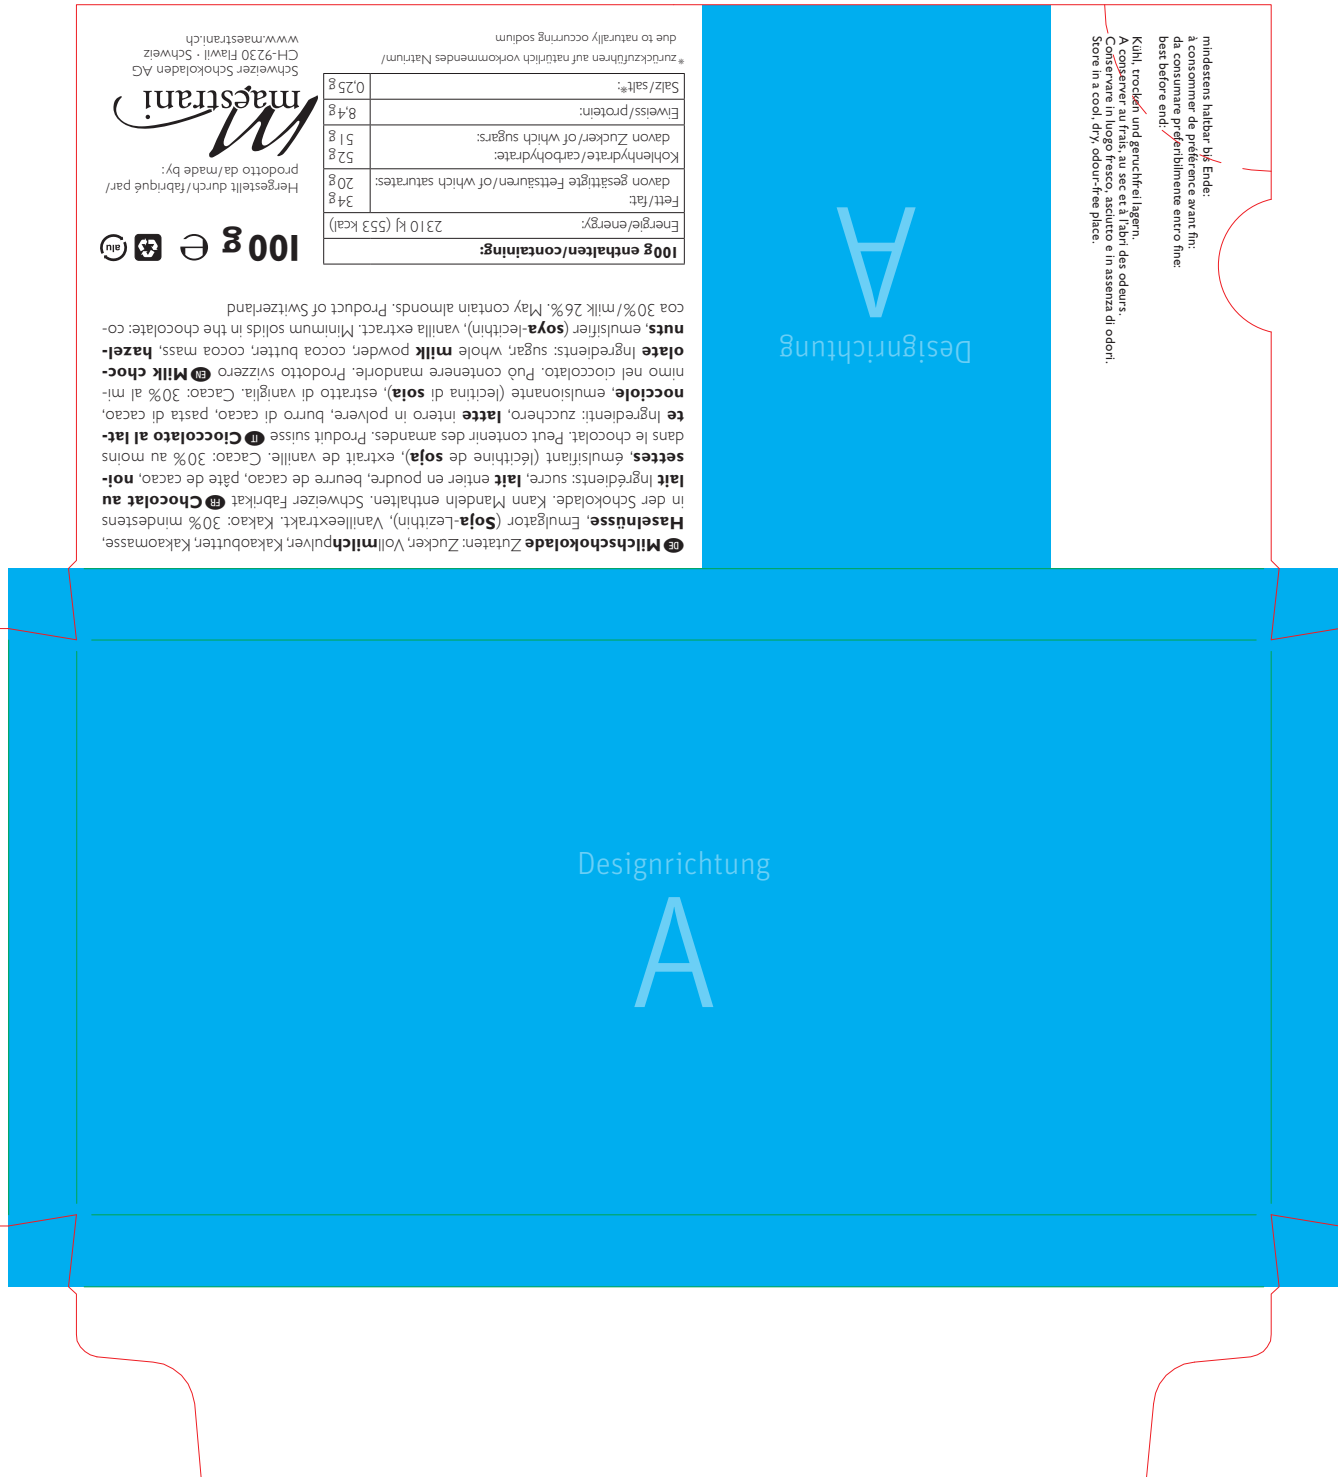 DE Milchschokolade Zutaten: Zucker, Vollmilchpulver, Kakaobutter, Kakaomasse,
Haselnüsse, Emulgator (Soja-Lezithin), Vanilleextrakt. Kakao: 30% mindestens
in der Schokolade. Kann Mandeln enthalten. Schweizer Fabrikat FR Chocolat au
lait Ingrédients: sucre, lait entier en poudre, beurre de cacao, pâte de cacao, noi-
settes, émulsifiant (lécithine de soja), extrait de vanille. Cacao: 30% au moins
dans le chocolat. Peut contenir des amandes. Produit suisse IT Cioccolato al lat-
te Ingredienti: zucchero, latte intero in polvere, burro di cacao, pasta di cacao,
nocciole, emulsionante (lecitina di soia), estratto di vaniglia. Cacao: 30% al mi-
nimo nel cioccolato. Può contenere mandorle. Prodotto svizzero EN Milk choc-
olate Ingredients: sugar, whole milk powder, cocoa butter, cocoa mass, hazel-
nuts, emulsifier (soya-lecithin), vanilla extract. Minimum solids in the chocolate: co-
coa 30%/milk 26%. May contain almonds. Product of Switzerland
100g enthalten/containing:
Energie/energy: 2310 kJ (553 kcal)
Fett/fat: 34 g
davon gesättigte Fettsäuren/of which saturates: 20 g
Kohlenhydrate/carbohydrate: 52 g
davon Zucker/of which sugars: 51 g
Eiweiss/protein: 8,4 g
Salz/salt*: 0,25 g
*zurückzuführen auf natürlich vorkommendes Natrium/
due to naturally occurring sodium
100 g ℮ alu
Hergestellt durch/fabriqué par/
prodotto da/made by:
maestrani
Schweizer Schokoladen AG
CH-9230 Flawil · Schweiz
www.maestrani.ch
Designrichtung
A
mindestens haltbar bis Ende:
à consommer de préférence avant fin:
da consumare preferibilmente entro fine:
best before end:
Kühl, trocken und geruchfrei lagern.
A conserver au frais, au sec et à l'abri des odeurs.
Conservare in luogo fresco, asciutto e in assenza di odori.
Store in a cool, dry, odour-free place.
Designrichtung
A